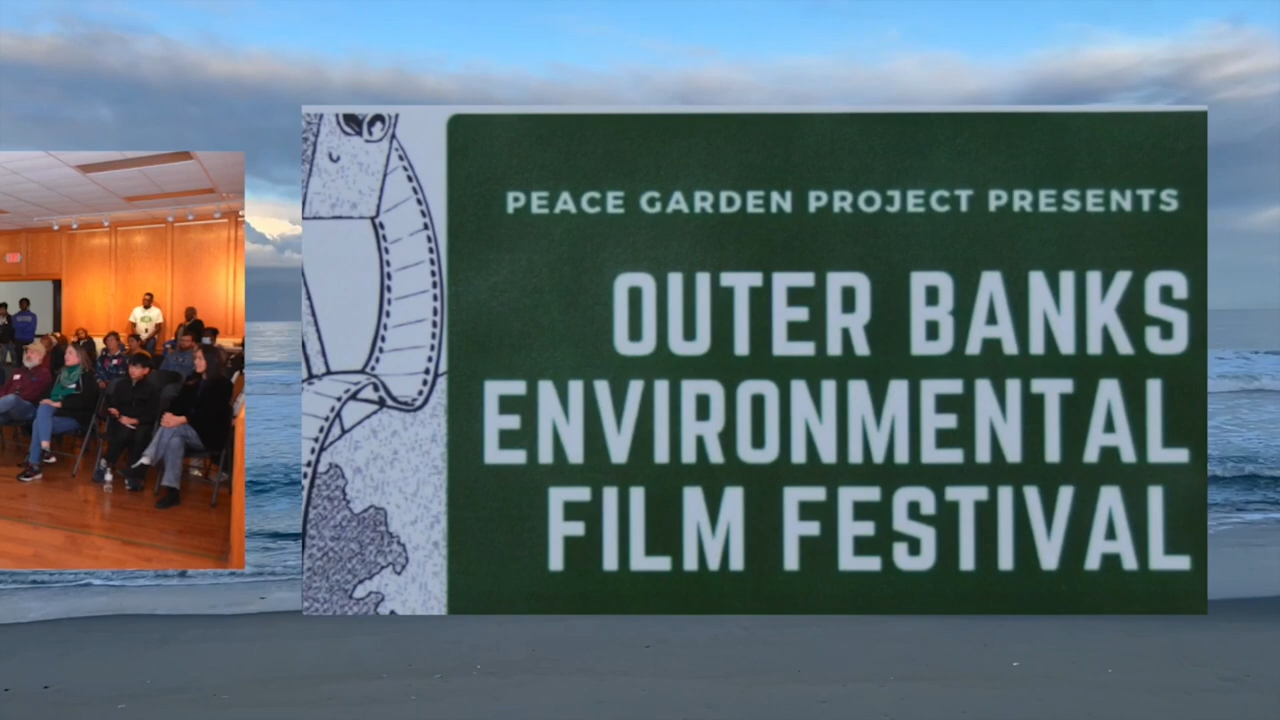 PEACE GARDEN PROJECT PRESENTS
OUTER BANKS
ENVIRONMENTAL
FILM FESTIVAL